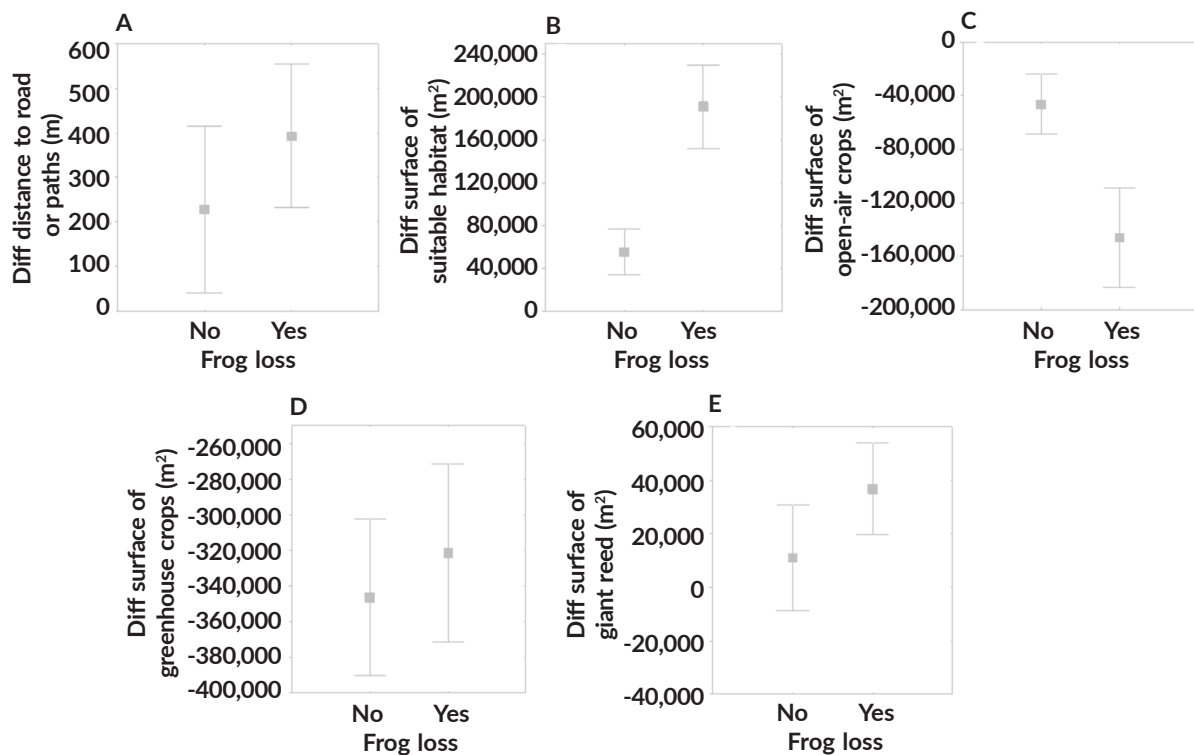 A
Diff distance to road
or paths (m)
600
500
400
300
200
100
0
No Yes
Frog loss
B
Diff surface of
suitable habitat (m²)
240,000
200,000
160,000
120,000
80,000
40,000
0
No Yes
Frog loss
C
Diff surface of
open-air crops (m²)
0
-40,000
-80,000
-120,000
-160,000
-200,000
No Yes
Frog loss
D
Diff surface of
greenhouse crops (m²)
-260,000
-280,000
-300,000
-320,000
-340,000
-360,000
-380,000
-400,000
No Yes
Frog loss
E
Diff surface of
giant reed (m²)
60,000
40,000
20,000
0
-20,000
-40,000
No Yes
Frog loss